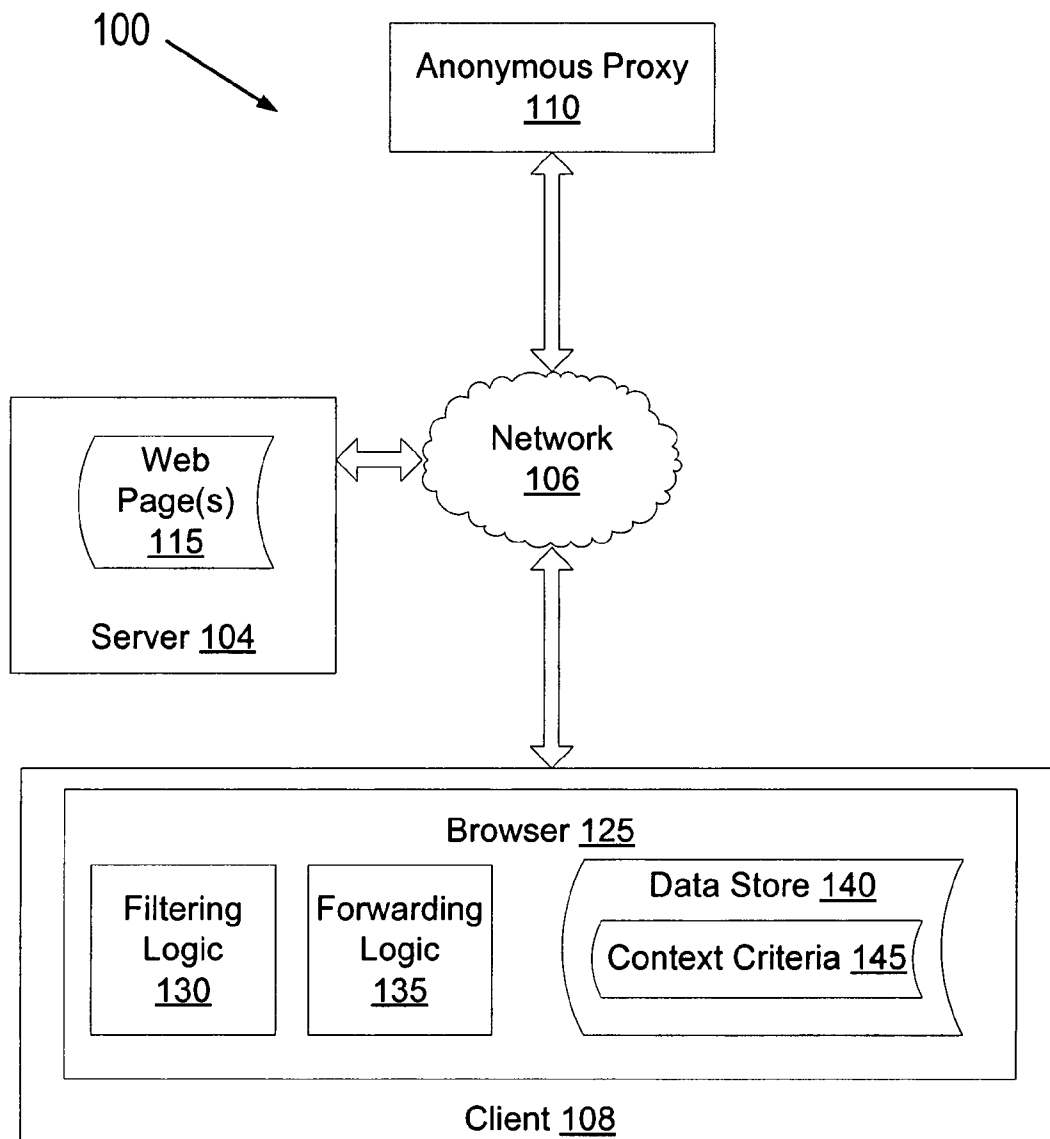 100
Anonymous Proxy
110
Network
106
Web
Page(s)
115
Server 104
Browser 125
Filtering
Logic
130
Forwarding
Logic
135
Data Store 140
Context Criteria 145
Client 108